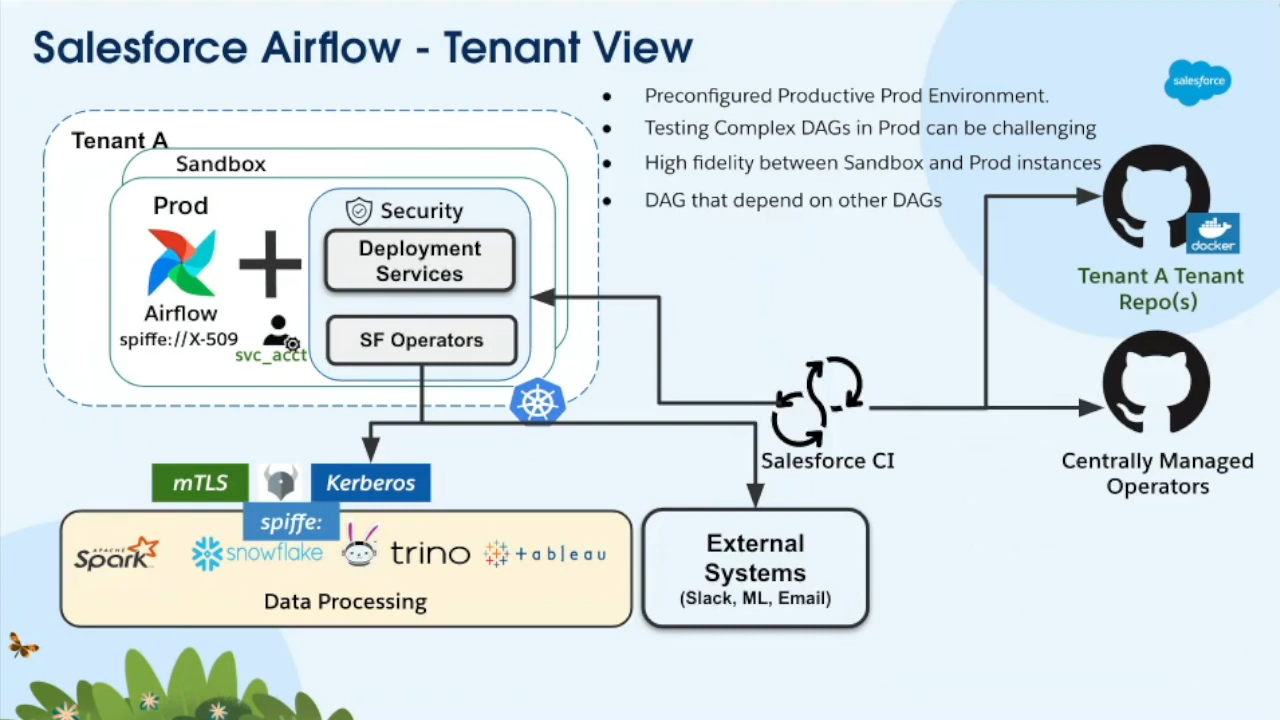 Salesforce Airflow - Tenant View
salesforce
• Preconfigured Productive Prod Environment.
• Testing Complex DAGs in Prod can be challenging
• High fidelity between Sandbox and Prod instances
• DAG that depend on other DAGs
Tenant A
Sandbox
Prod
Security
Deployment
Services
Airflow
spiffe://X-509
svc_acct
SF Operators
docker
Tenant A Tenant
Repo(s)
Salesforce CI
Centrally Managed
Operators
mTLS
Kerberos
spiffe:
APACHE
Spark
snowflake
trino
+ableau
Data Processing
External
Systems
(Slack, ML, Email)